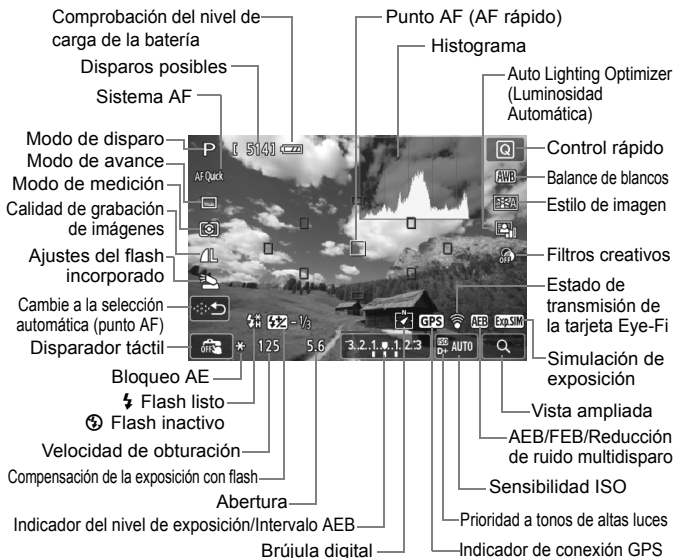 Comprobación del nivel de
carga de la batería
Disparos posibles
Sistema AF
Punto AF (AF rápido)
Histograma
Auto Lighting Optimizer
(Luminosidad
Automática)
Modo de disparo
Modo de avance
Modo de medición
Calidad de grabación
de imágenes
Ajustes del flash
incorporado
Cambie a la selección
automática (punto AF)
Disparador táctil
P [ 514]
AF Quick
L
Q
AWB
A
OFF
Control rápido
Balance de blancos
Estilo de imagen
Filtros creativos
Estado de
transmisión de
la tarjeta Eye-Fi
Simulación de
exposición
H -1/3
N
GPS
AEB
Exp.SIM
OFF
* 125 5.6 -3..2..1..0..1..2.:3 ISO D+ AUTO
Bloqueo AE
Flash listo
Flash inactivo
Velocidad de obturación
Compensación de la exposición con flash
Abertura
Indicador del nivel de exposición/Intervalo AEB
Brújula digital
Vista ampliada
AEB/FEB/Reducción
de ruido multidisparo
Sensibilidad ISO
Prioridad a tonos de altas luces
Indicador de conexión GPS